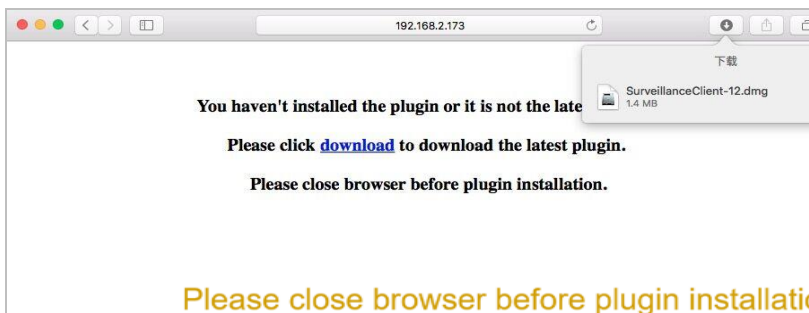 192.168.2.173
下载
SurveillanceClient-12.dmg
1.4 MB
You haven't installed the plugin or it is not the late
Please click download to download the latest plugin.
Please close browser before plugin installation.
Please close browser before plugin installatio